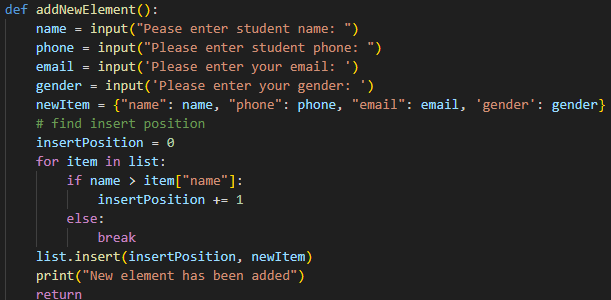 def addNewElement():
    name = input("Pease enter student name: ")
    phone = input("Please enter student phone: ")
    email = input('Please enter your email: ')
    gender = input('Please enter your gender: ')
    newItem = {"name": name, "phone": phone, "email": email, 'gender': gender}
    # find insert position
    insertPosition = 0
    for item in list:
        if name > item["name"]:
            insertPosition += 1
        else:
            break
    list.insert(insertPosition, newItem)
    print("New element has been added")
    return